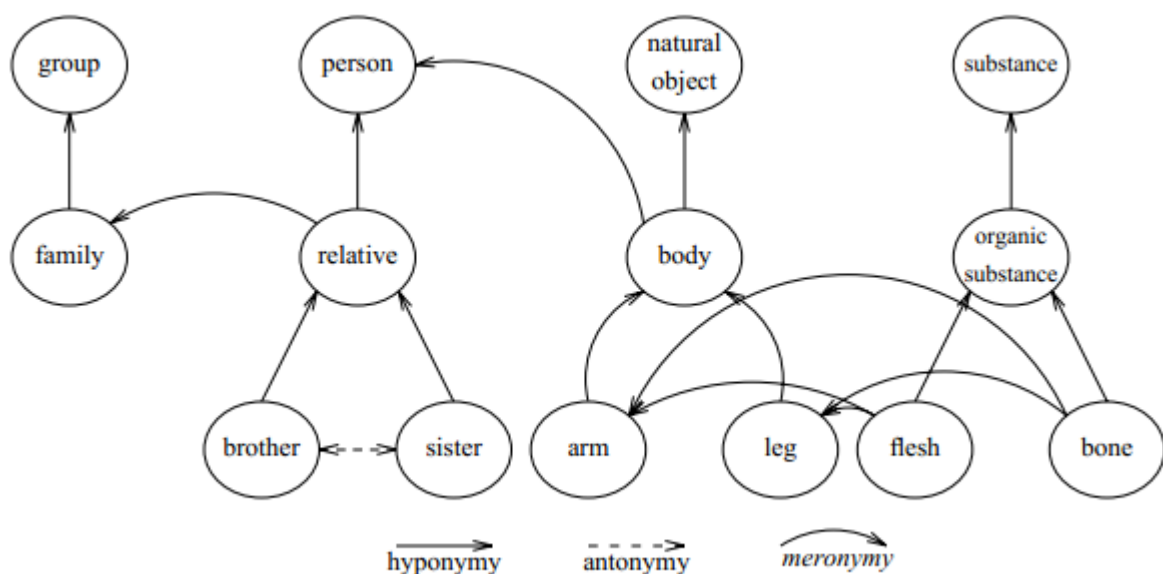 group
person
natural
object
substance
family
relative
body
organic
substance
brother
sister
arm
leg
flesh
bone
hyponymy
antonymy
meronymy